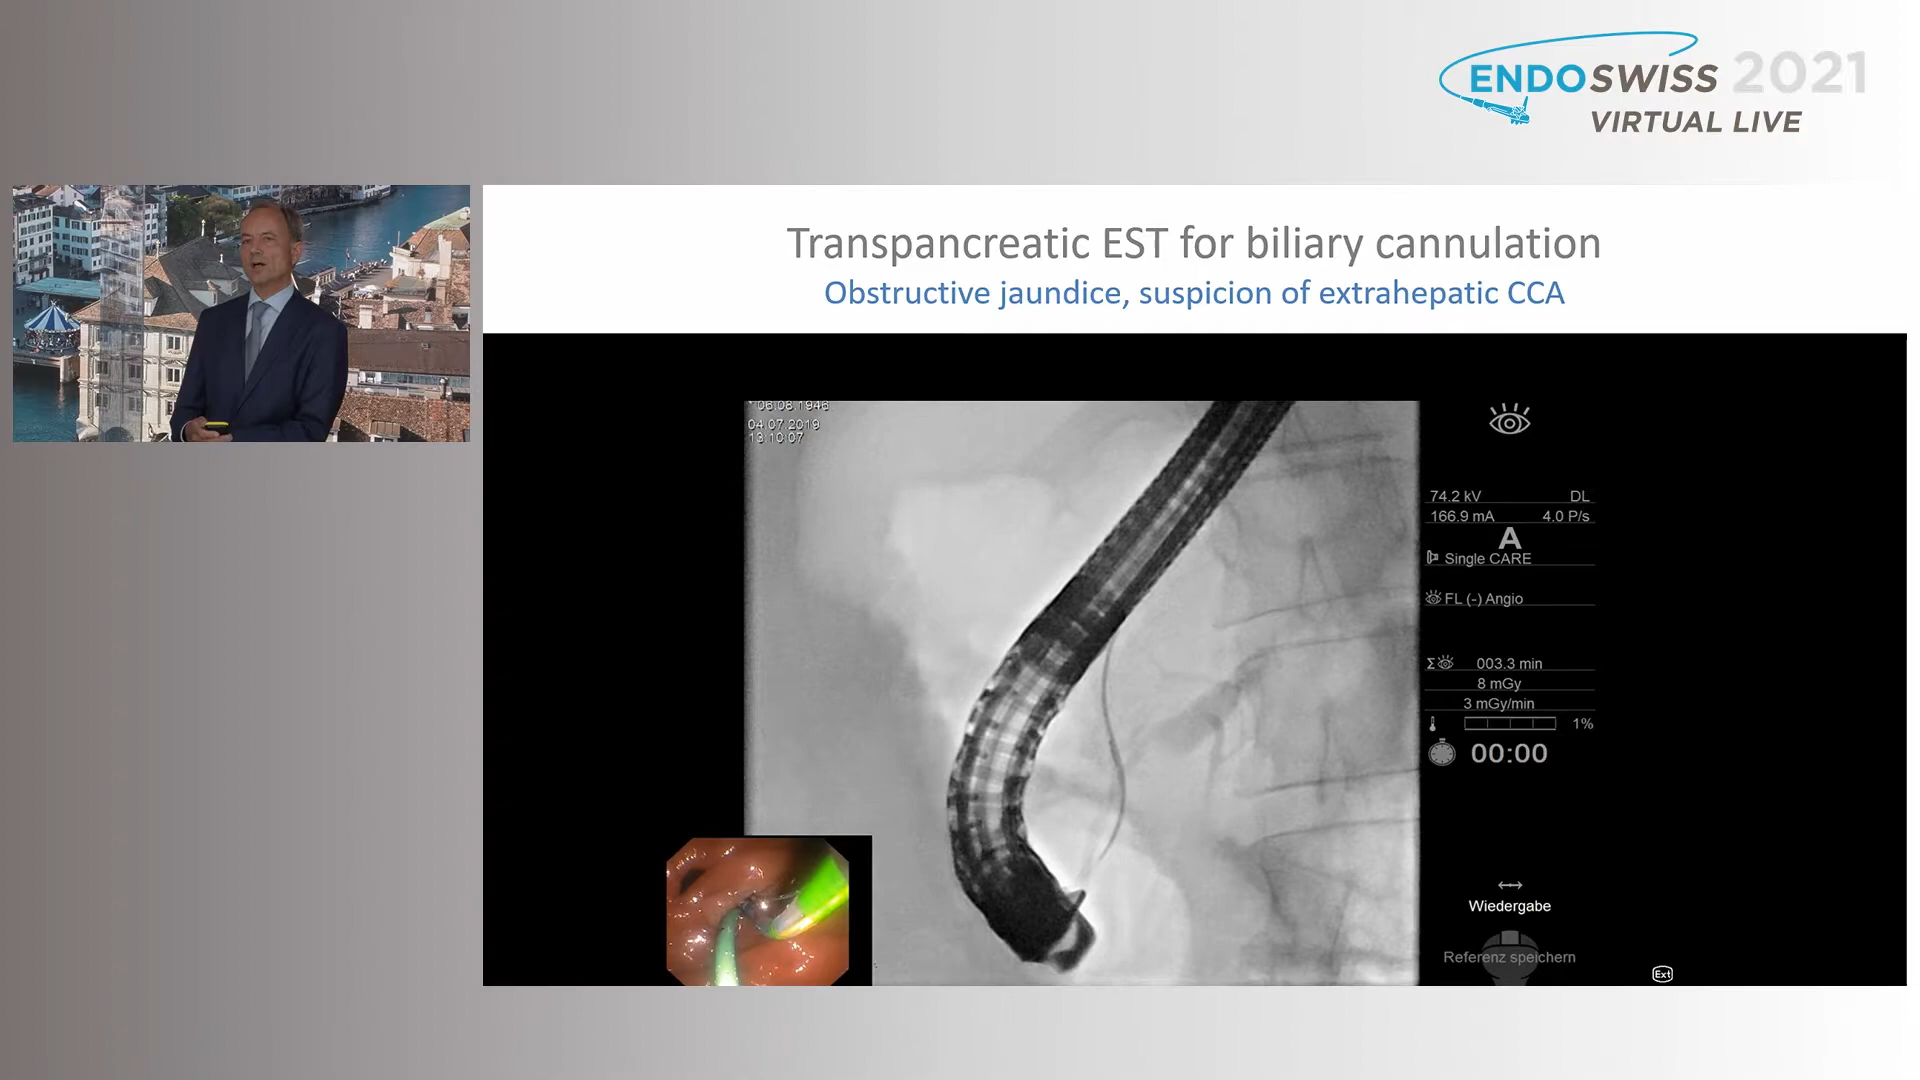 ENDOSWISS 2021
VIRTUAL LIVE
Transpancreatic EST for biliary cannulation
Obstructive jaundice, suspicion of extrahepatic CCA
* 06.08.1946
04.07.2019
13:10:07
74.2 kV DL
166.9 mA 4.0 P/s
A
Single CARE
FL (-) Angio
Σ 003.3 min
8 mGy
3 mGy/min
1%
00:00
Wiedergabe
Referenz speichern
Ext